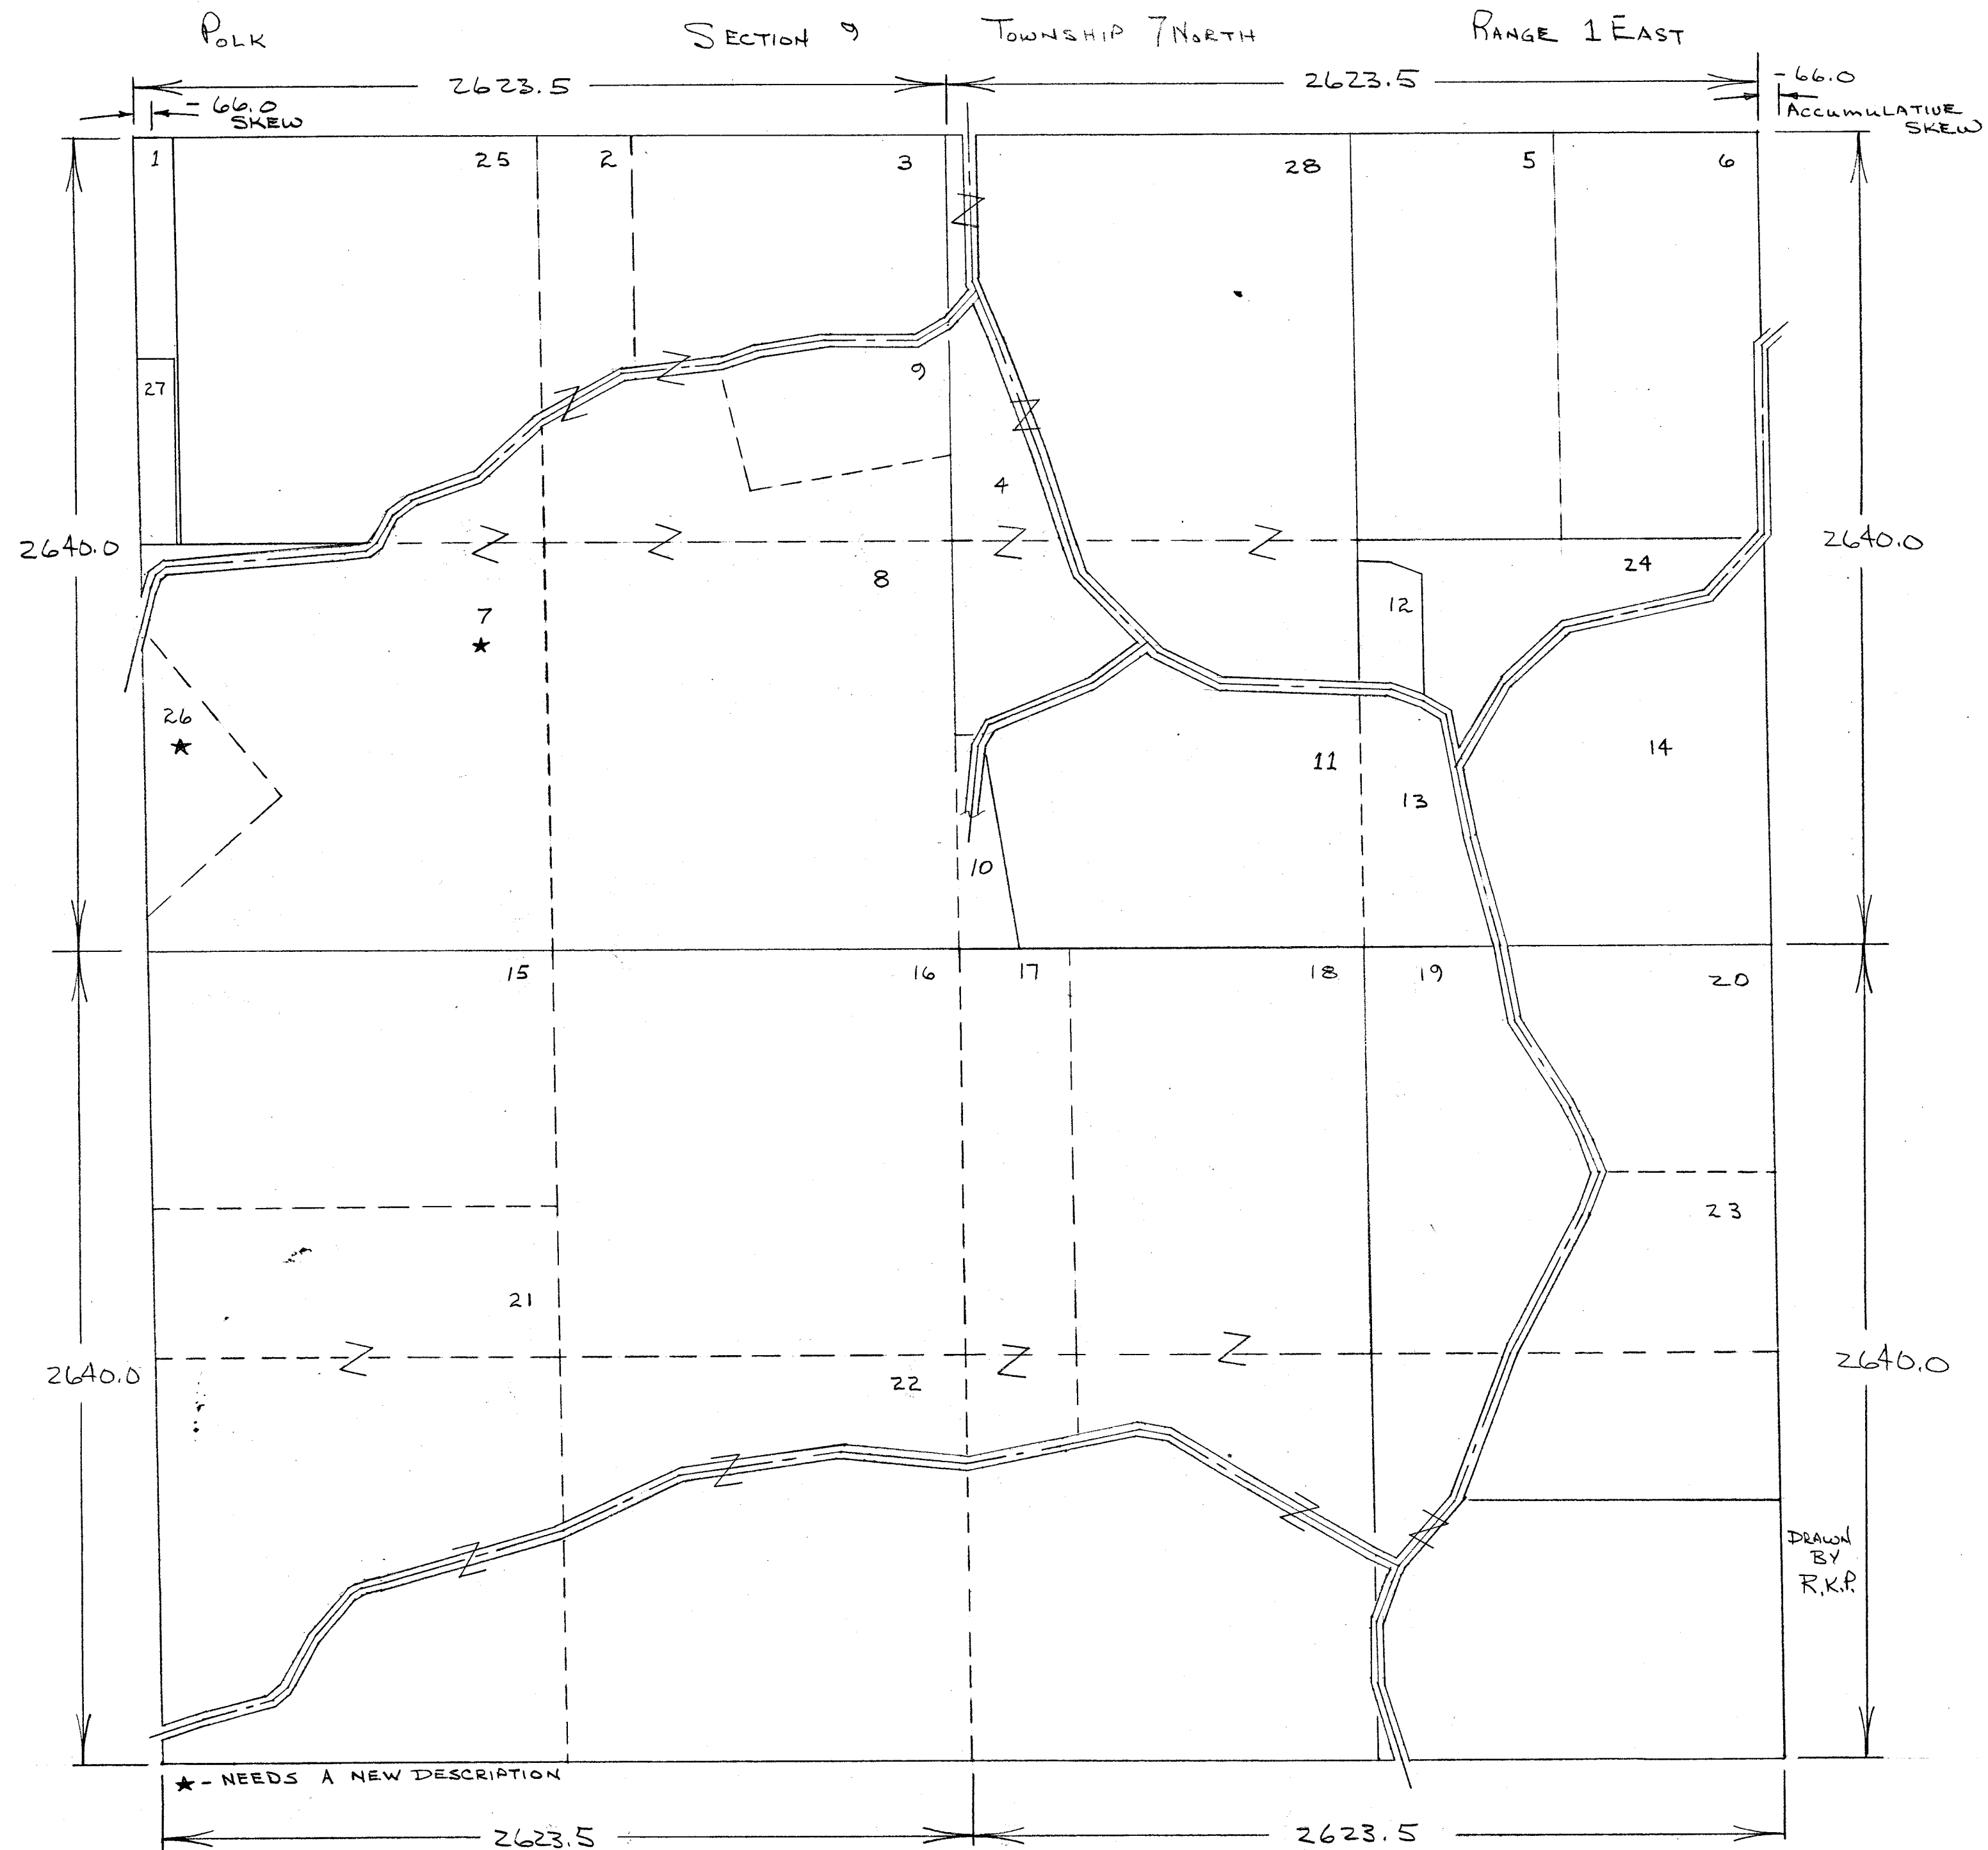 POLK SECTION 9 TOWNSHIP 7 NORTH RANGE 1 EAST
2623.5 2623.5
- 66.0
SKEW
- 66.0
ACCUMULATIVE
SKEW
1 25 2 3 28 5 6
27
9
4
2640.0 2640.0
24
8
12
7
★
26
★
11
14
13
10
15 16 17 18 19 20
23
21
22
2640.0 2640.0
DRAWN
BY
R.K.P.
★ - NEEDS A NEW DESCRIPTION
2623.5 2623.5